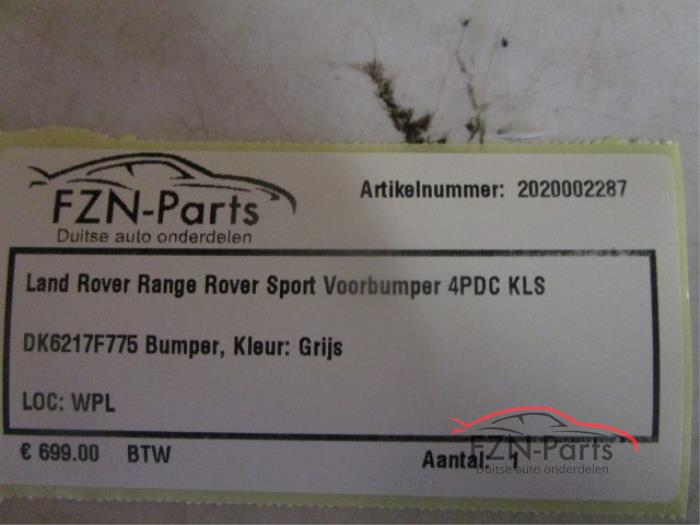 FZN-Parts
Duitse auto onderdelen
Artikelnummer: 2020002287
Land Rover Range Rover Sport Voorbumper 4PDC KLS
DK6217F775 Bumper, Kleur: Grijs
LOC: WPL
€ 699.00 BTW
Aantal: 1
FZN-Parts
Duitse auto onderdelen